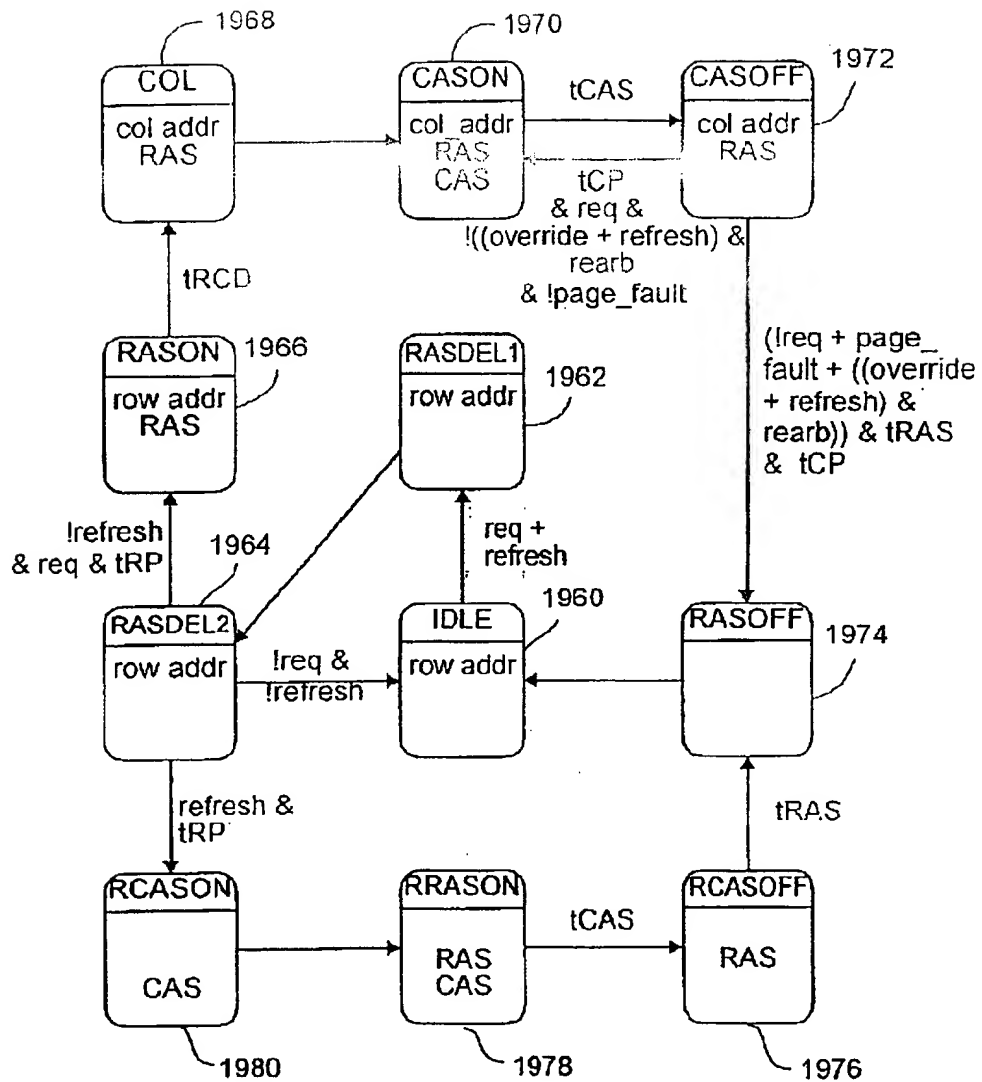 1968
COL
col addr
RAS
1970
CASON
col_addr
RAS
CAS
tCAS
CASOFF
col addr
RAS
1972
tCP
& req &
!((override + refresh) &
rearb
& !page_fault
tRCD
RASON
row addr
RAS
1966
RASDEL1
row addr
1962
(!req + page_
fault + ((override
+ refresh) &
rearb)) & tRAS
& tCP
!refresh
& req & tRP
1964
req +
refresh
RASDEL2
row addr
!req &
!refresh
IDLE
row addr
1960
RASOFF
1974
refresh &
tRP
tRAS
RCASON
CAS
1980
RRASON
RAS
CAS
1978
tCAS
RCASOFF
RAS
1976